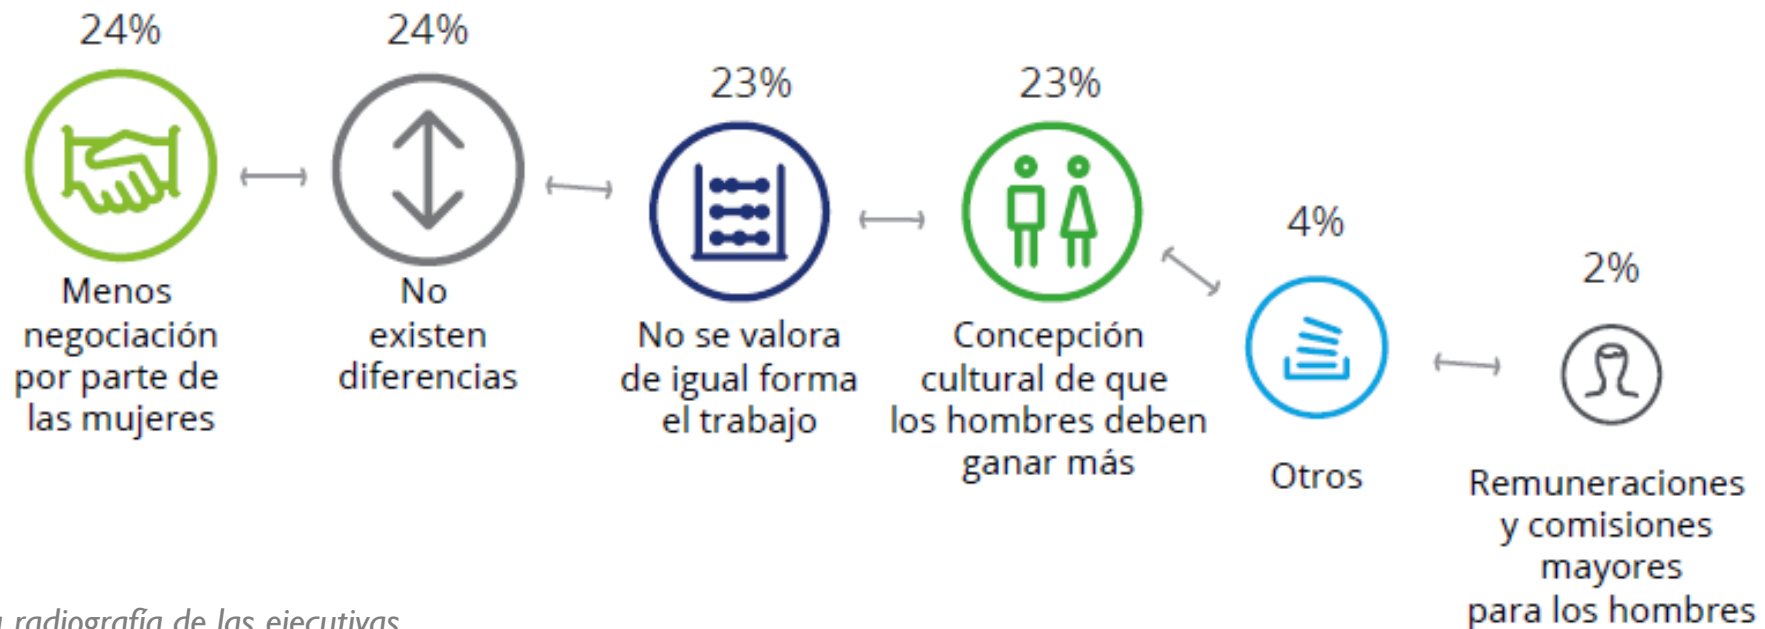 24%
Menos
negociación
por parte de
las mujeres
24%
No
existen
diferencias
23%
No se valora
de igual forma
el trabajo
23%
Concepción
cultural de que
los hombres deben
ganar más
4%
Otros
2%
Remuneraciones
y comisiones
mayores
para los hombres
radiografía de las ejecutivas